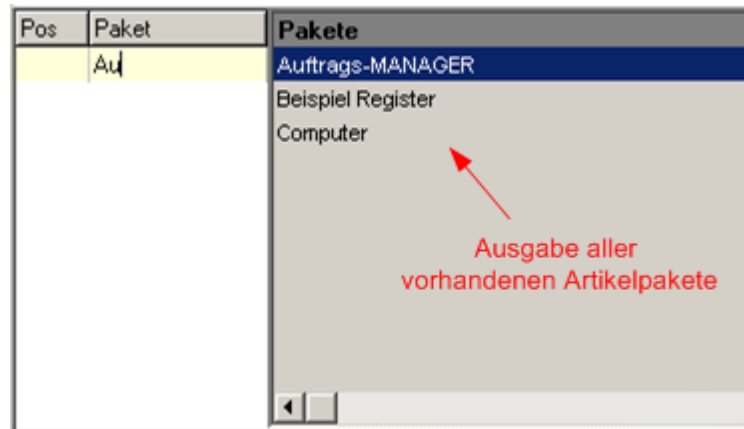 Pos Paket Pakete
Au Auftrags-MANAGER
Beispiel Register
Computer
Ausgabe aller
vorhandenen Artikelpakete